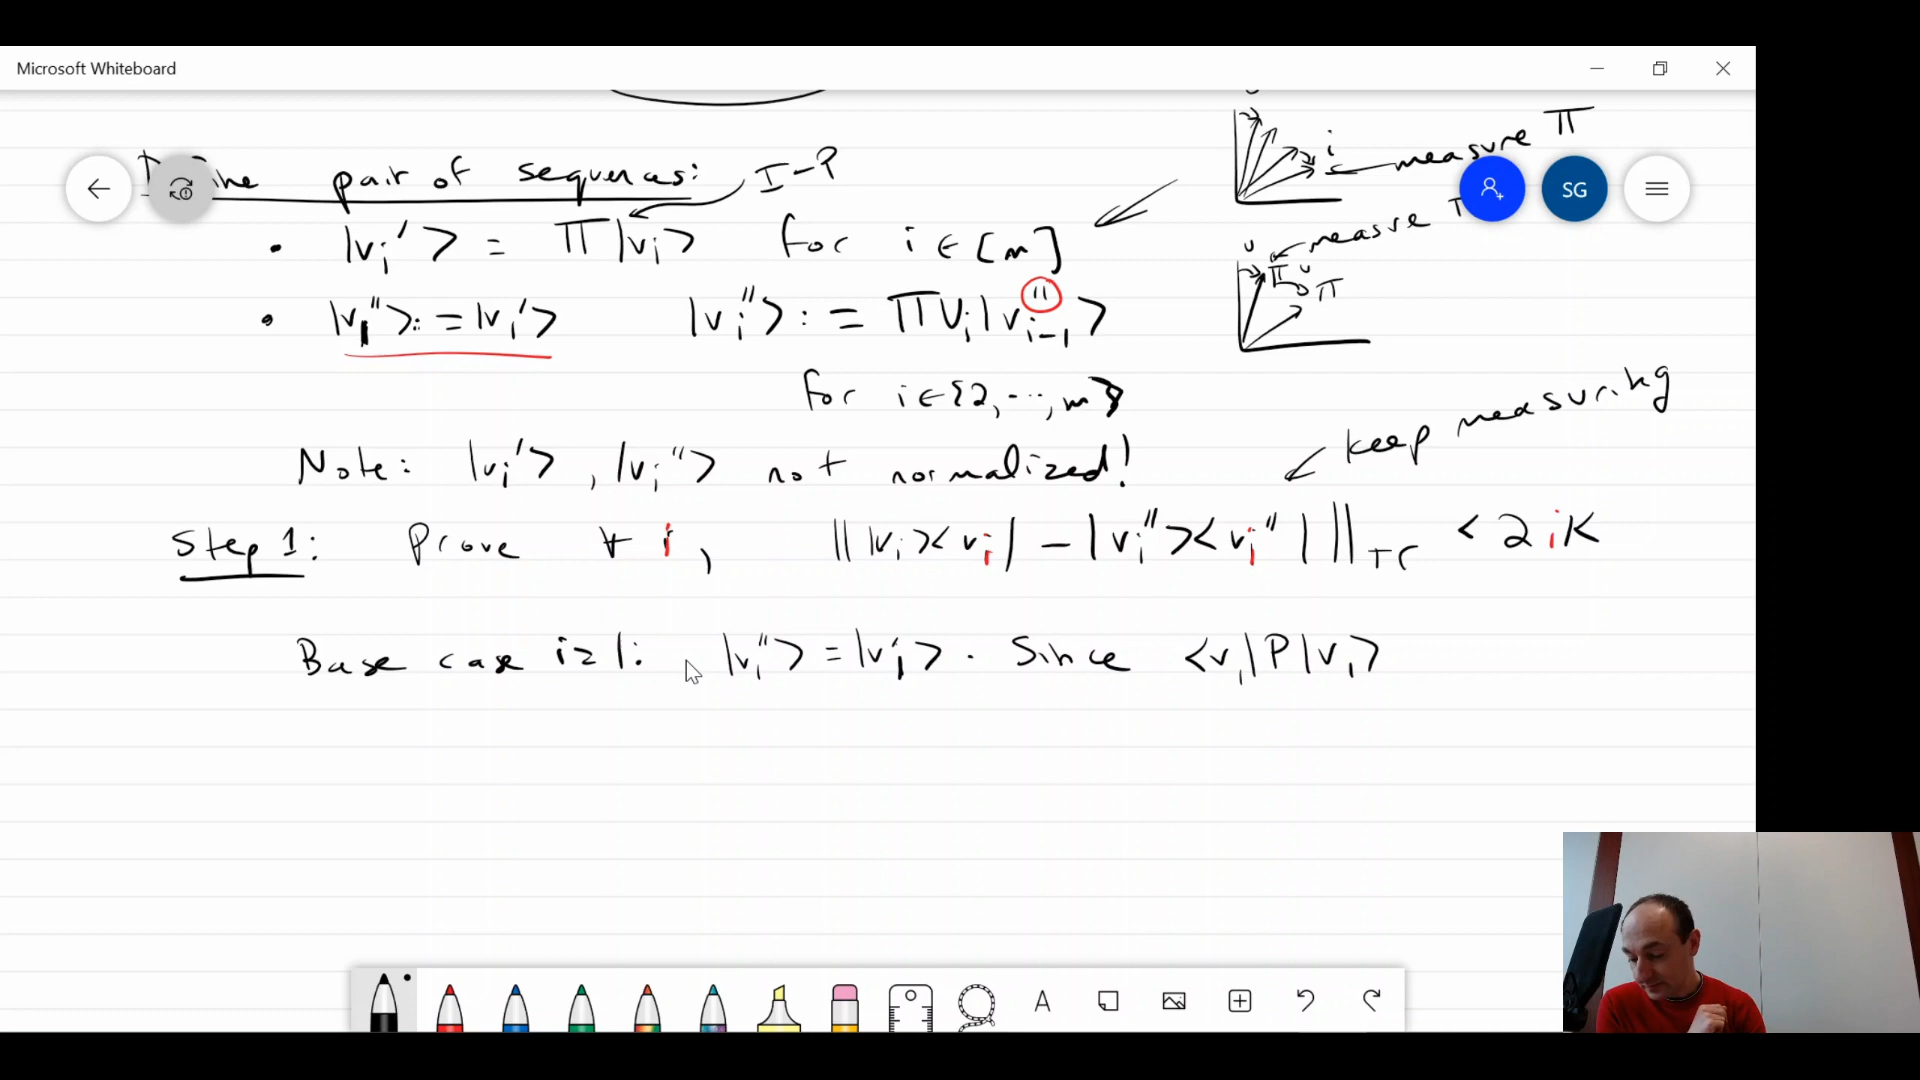 Microsoft Whiteboard
Define pair of sequences: I-P
measure Π
i
• |v_i'> = Π|v_i> for i ∈ [m]
SG
measure Π
• |v_1''> := |v_1'> |v_i''> := ΠU_i|v_{i-1}''>
U
Π U
Π
for i∈{2,...,m}
keep measuring
Note: |v_i'>, |v_i''> not normalized!
Step 1: Prove ∀ i, || |v_i><v_i| - |v_i''><v_i''| ||_Tr < 2iK
Base case i=1: |v_1''> = |v_1'>. Since <v_1|P|v_1>
A